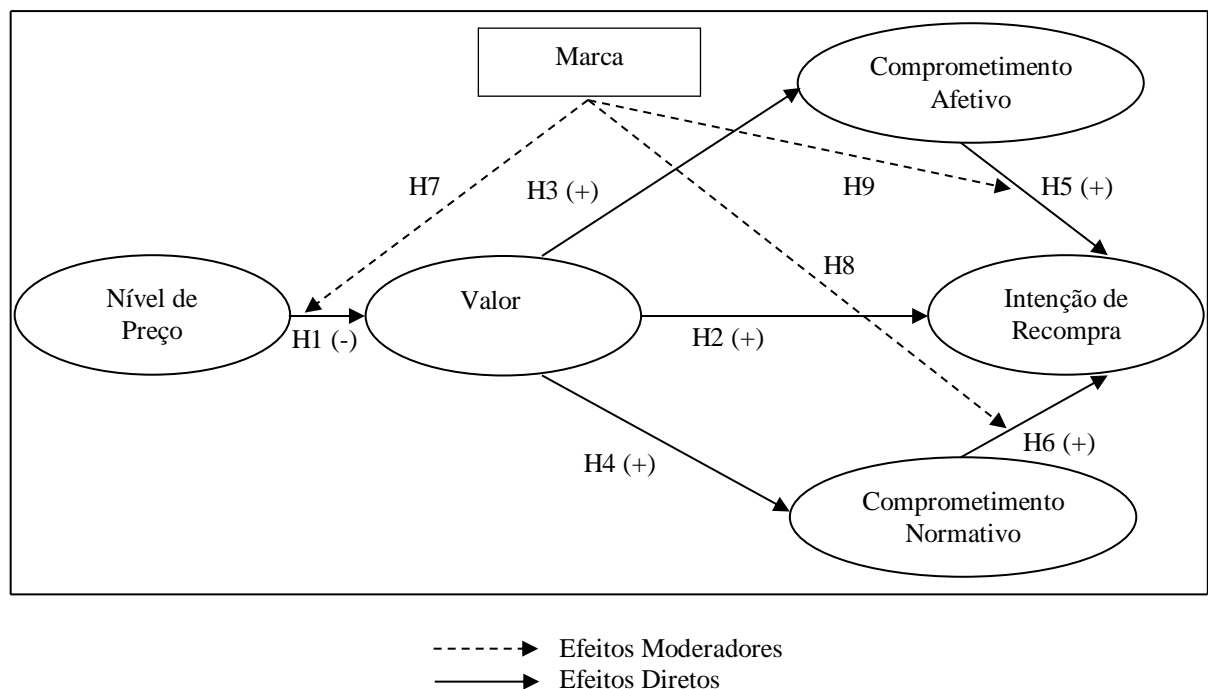 Marca
Comprometimento
Afetivo
H7
H3 (+)
H9
H5 (+)
H8
Nível de
Preço
Valor
Intenção de
Recompra
H1 (-)
H2 (+)
H4 (+)
H6 (+)
Comprometimento
Normativo
Efeitos Moderadores
Efeitos Diretos